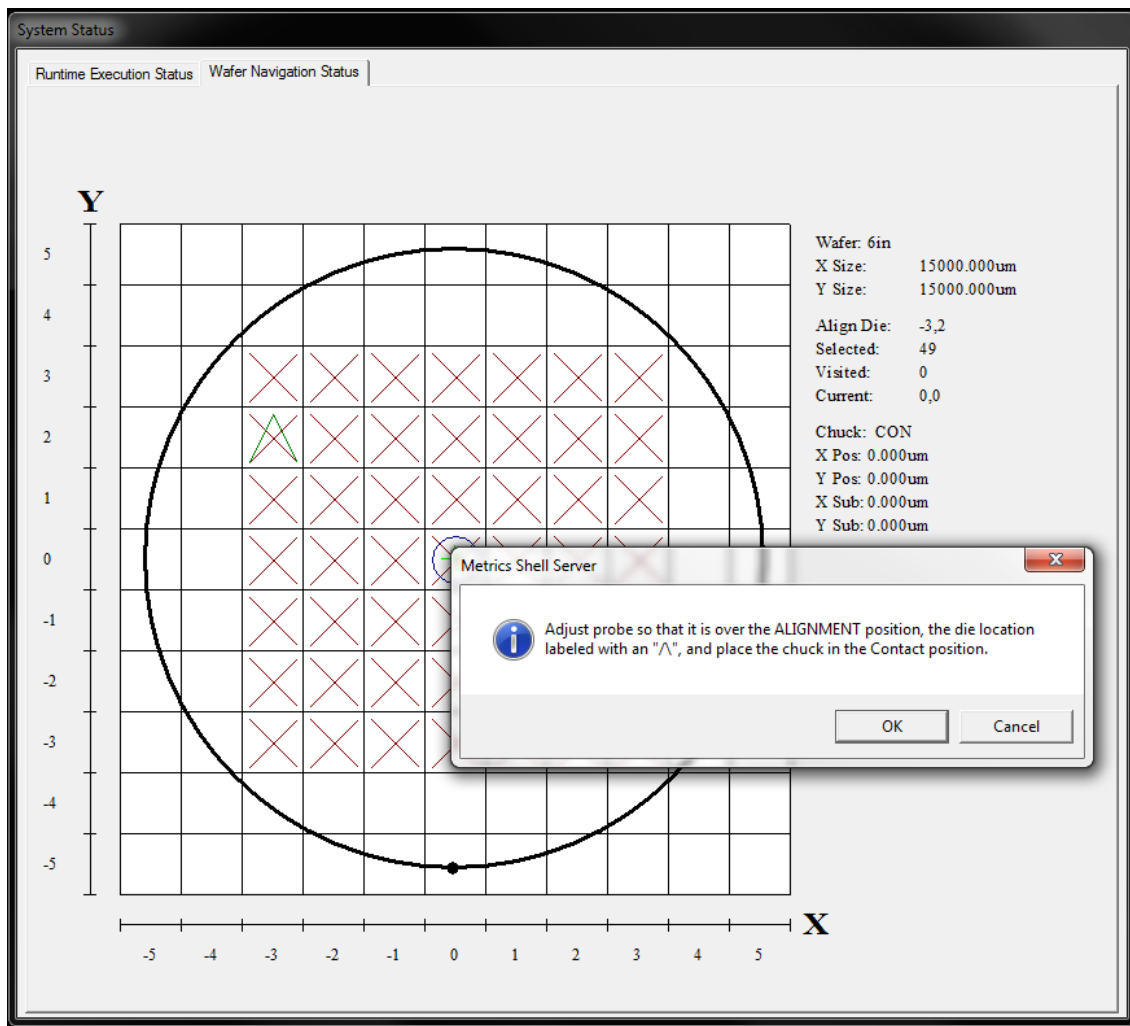 System Status
Runtime Execution Status
Wafer Navigation Status
Y
5
4
3
2
1
0
-1
-2
-3
-4
-5
Wafer: 6in
X Size: 15000.000um
Y Size: 15000.000um
Align Die: -3,2
Selected: 49
Visited: 0
Current: 0,0
Chuck: CON
X Pos: 0.000um
Y Pos: 0.000um
X Sub: 0.000um
Y Sub: 0.000um
Metrics Shell Server
Adjust probe so that it is over the ALIGNMENT position, the die location
labeled with an "/\", and place the chuck in the Contact position.
OK Cancel
X
-5 -4 -3 -2 -1 0 1 2 3 4 5